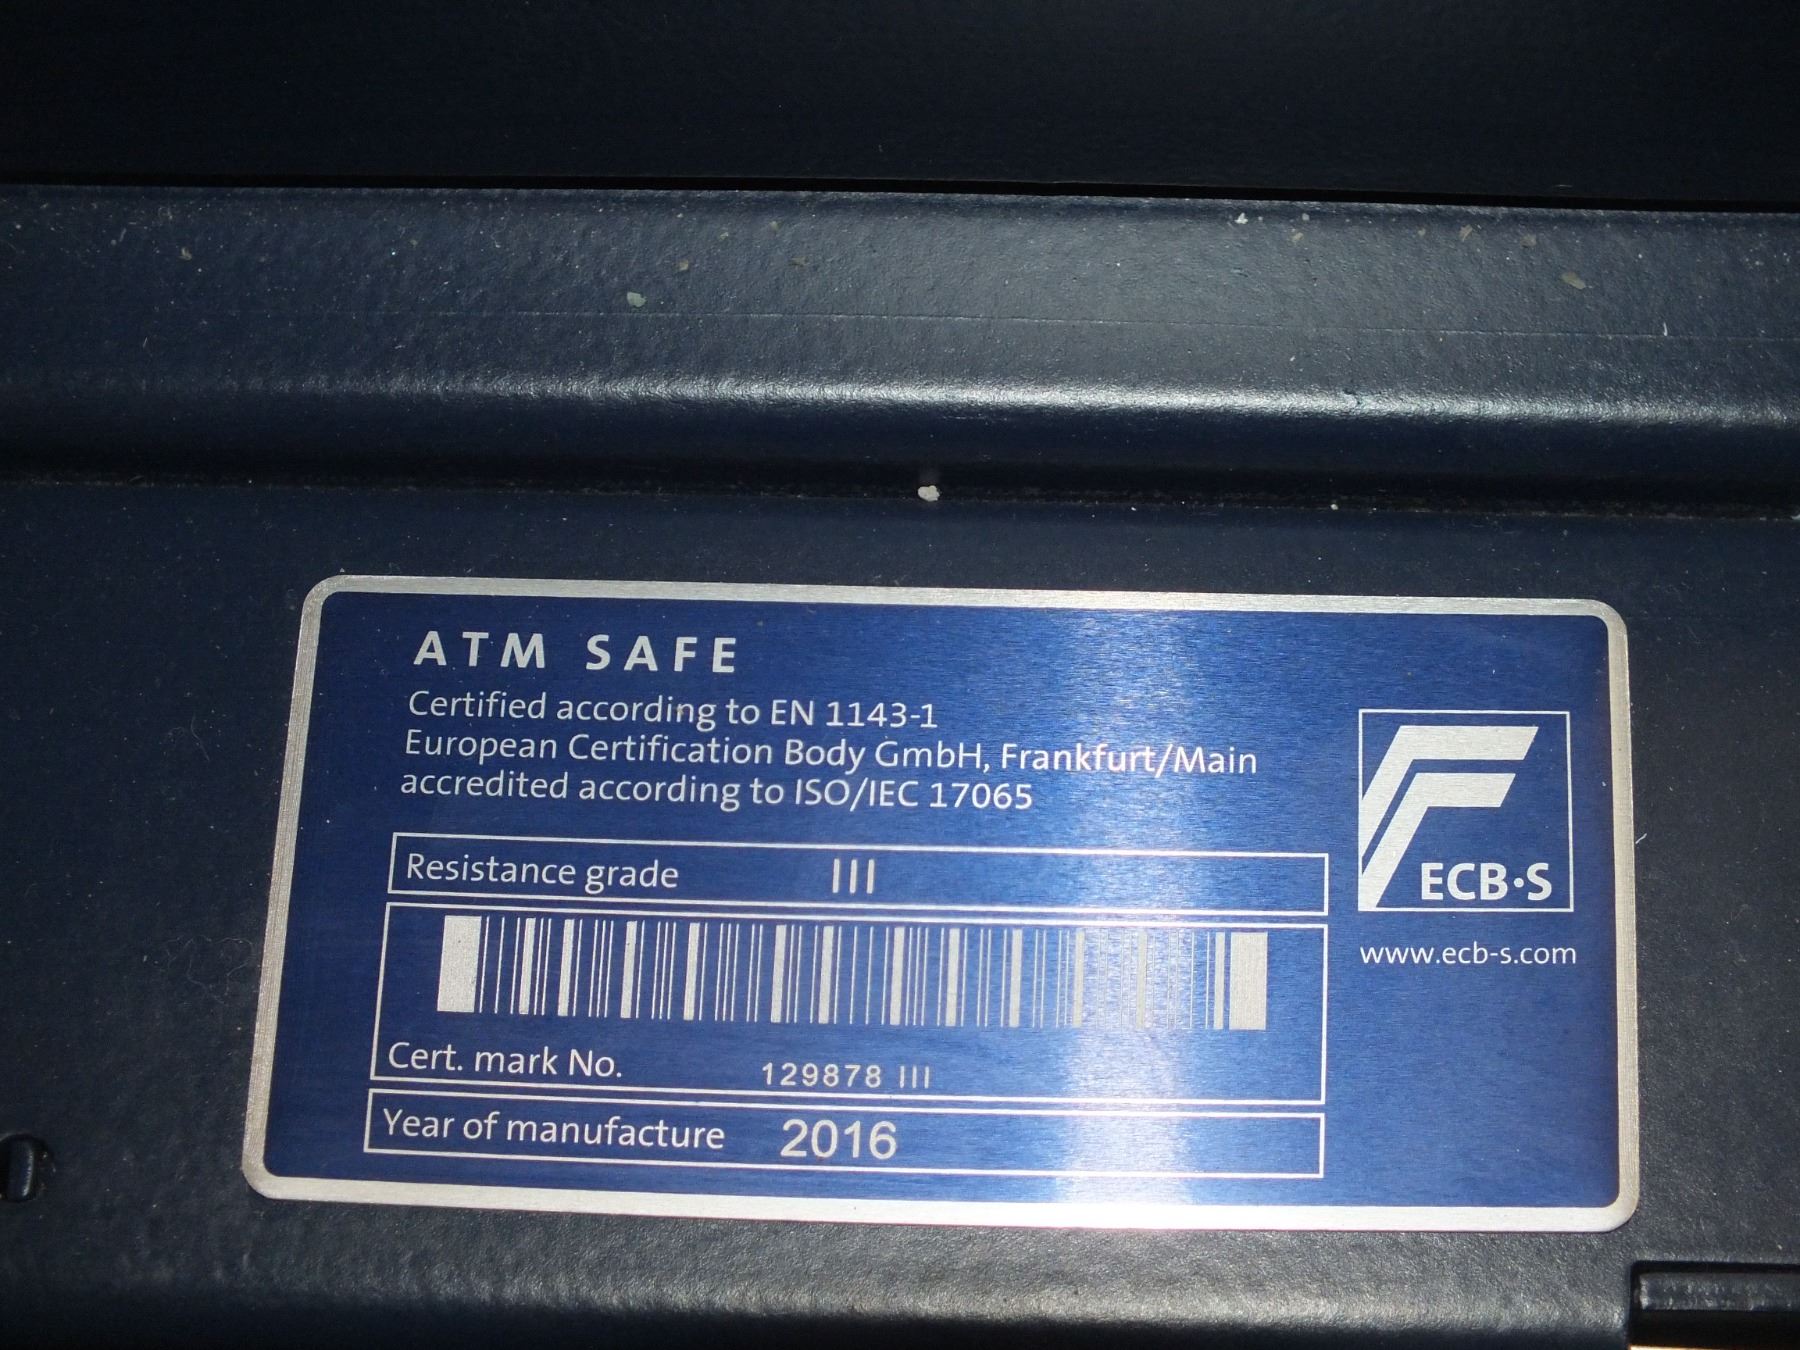 ATM SAFE
Certified according to EN 1143-1
European Certification Body GmbH, Frankfurt/Main
accredited according to ISO/IEC 17065
Resistance grade III
ECB·S
www.ecb-s.com
Cert. mark No. 129878 III
Year of manufacture 2016